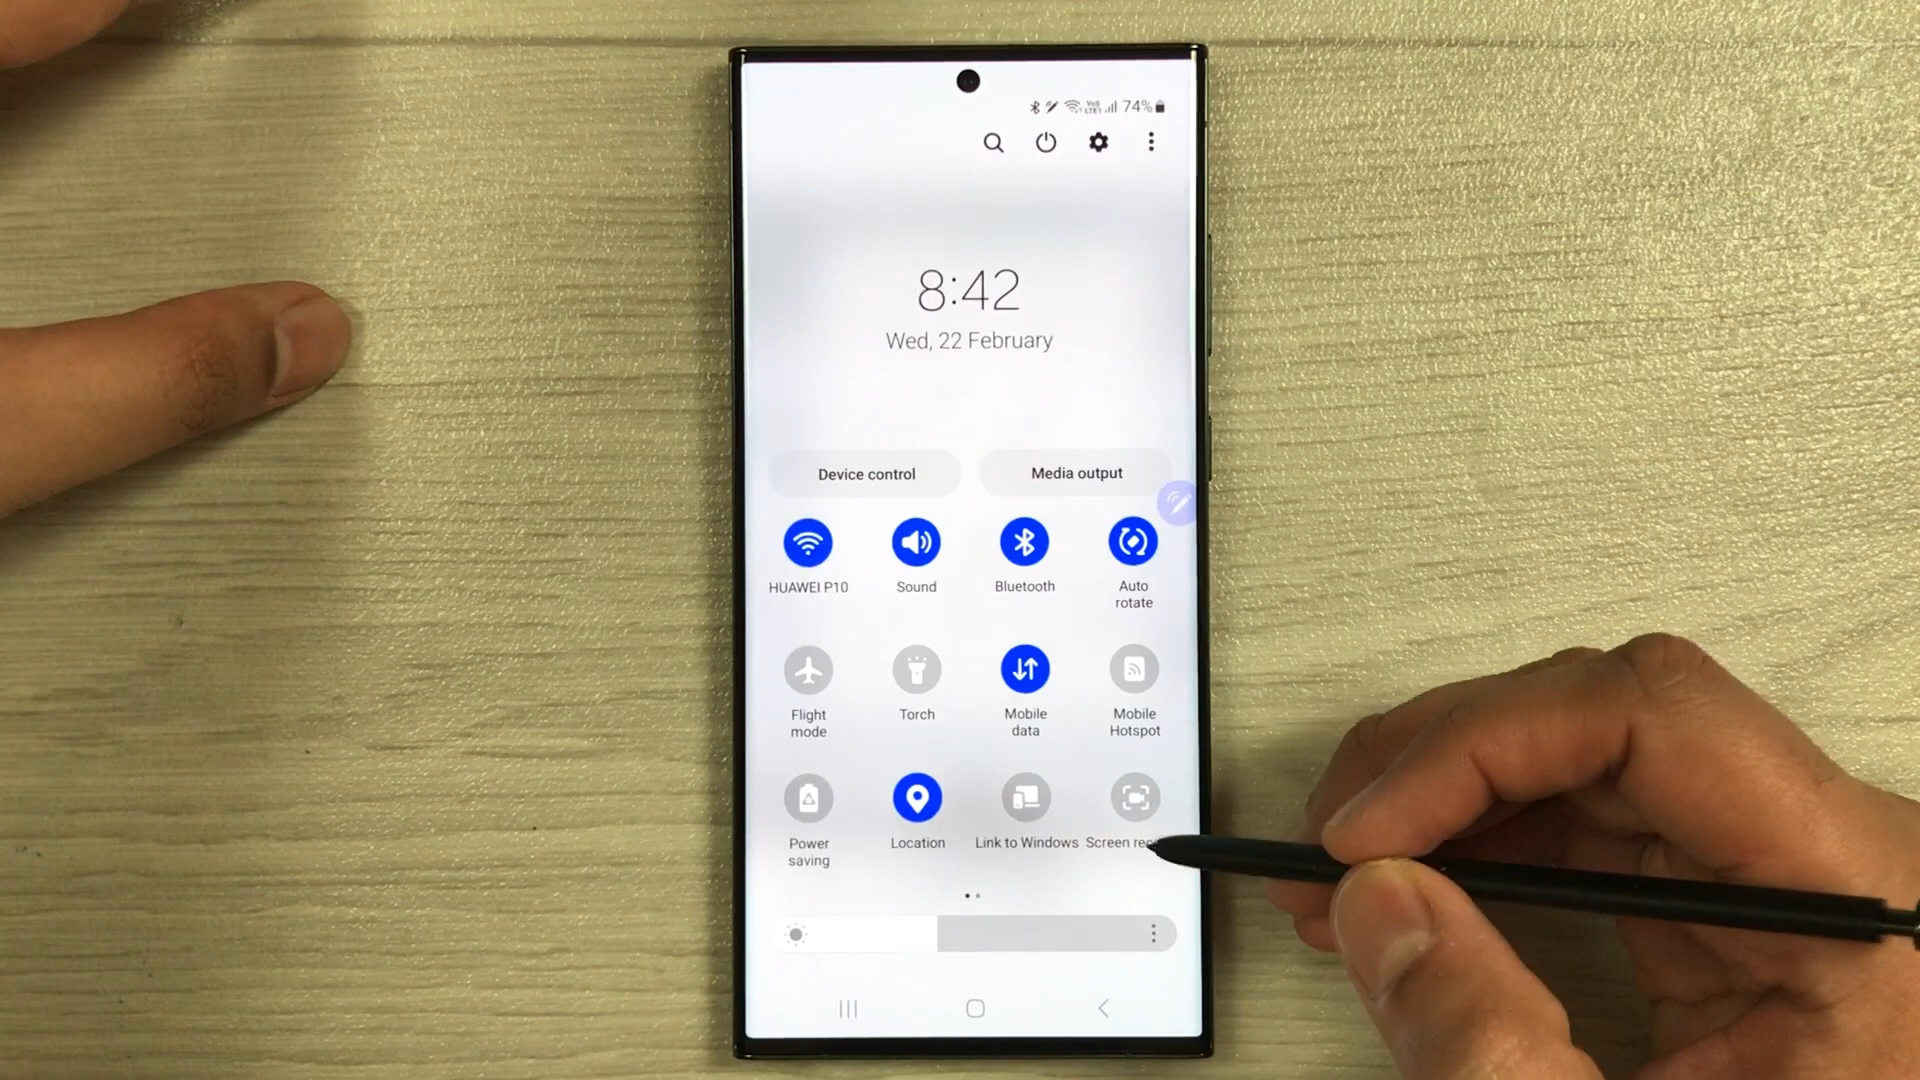 74%
8:42
Wed, 22 February
Device control Media output
HUAWEI P10 Sound Bluetooth Auto
rotate
Flight Torch Mobile Mobile
mode data Hotspot
Power Location Link to Windows Screen
saving